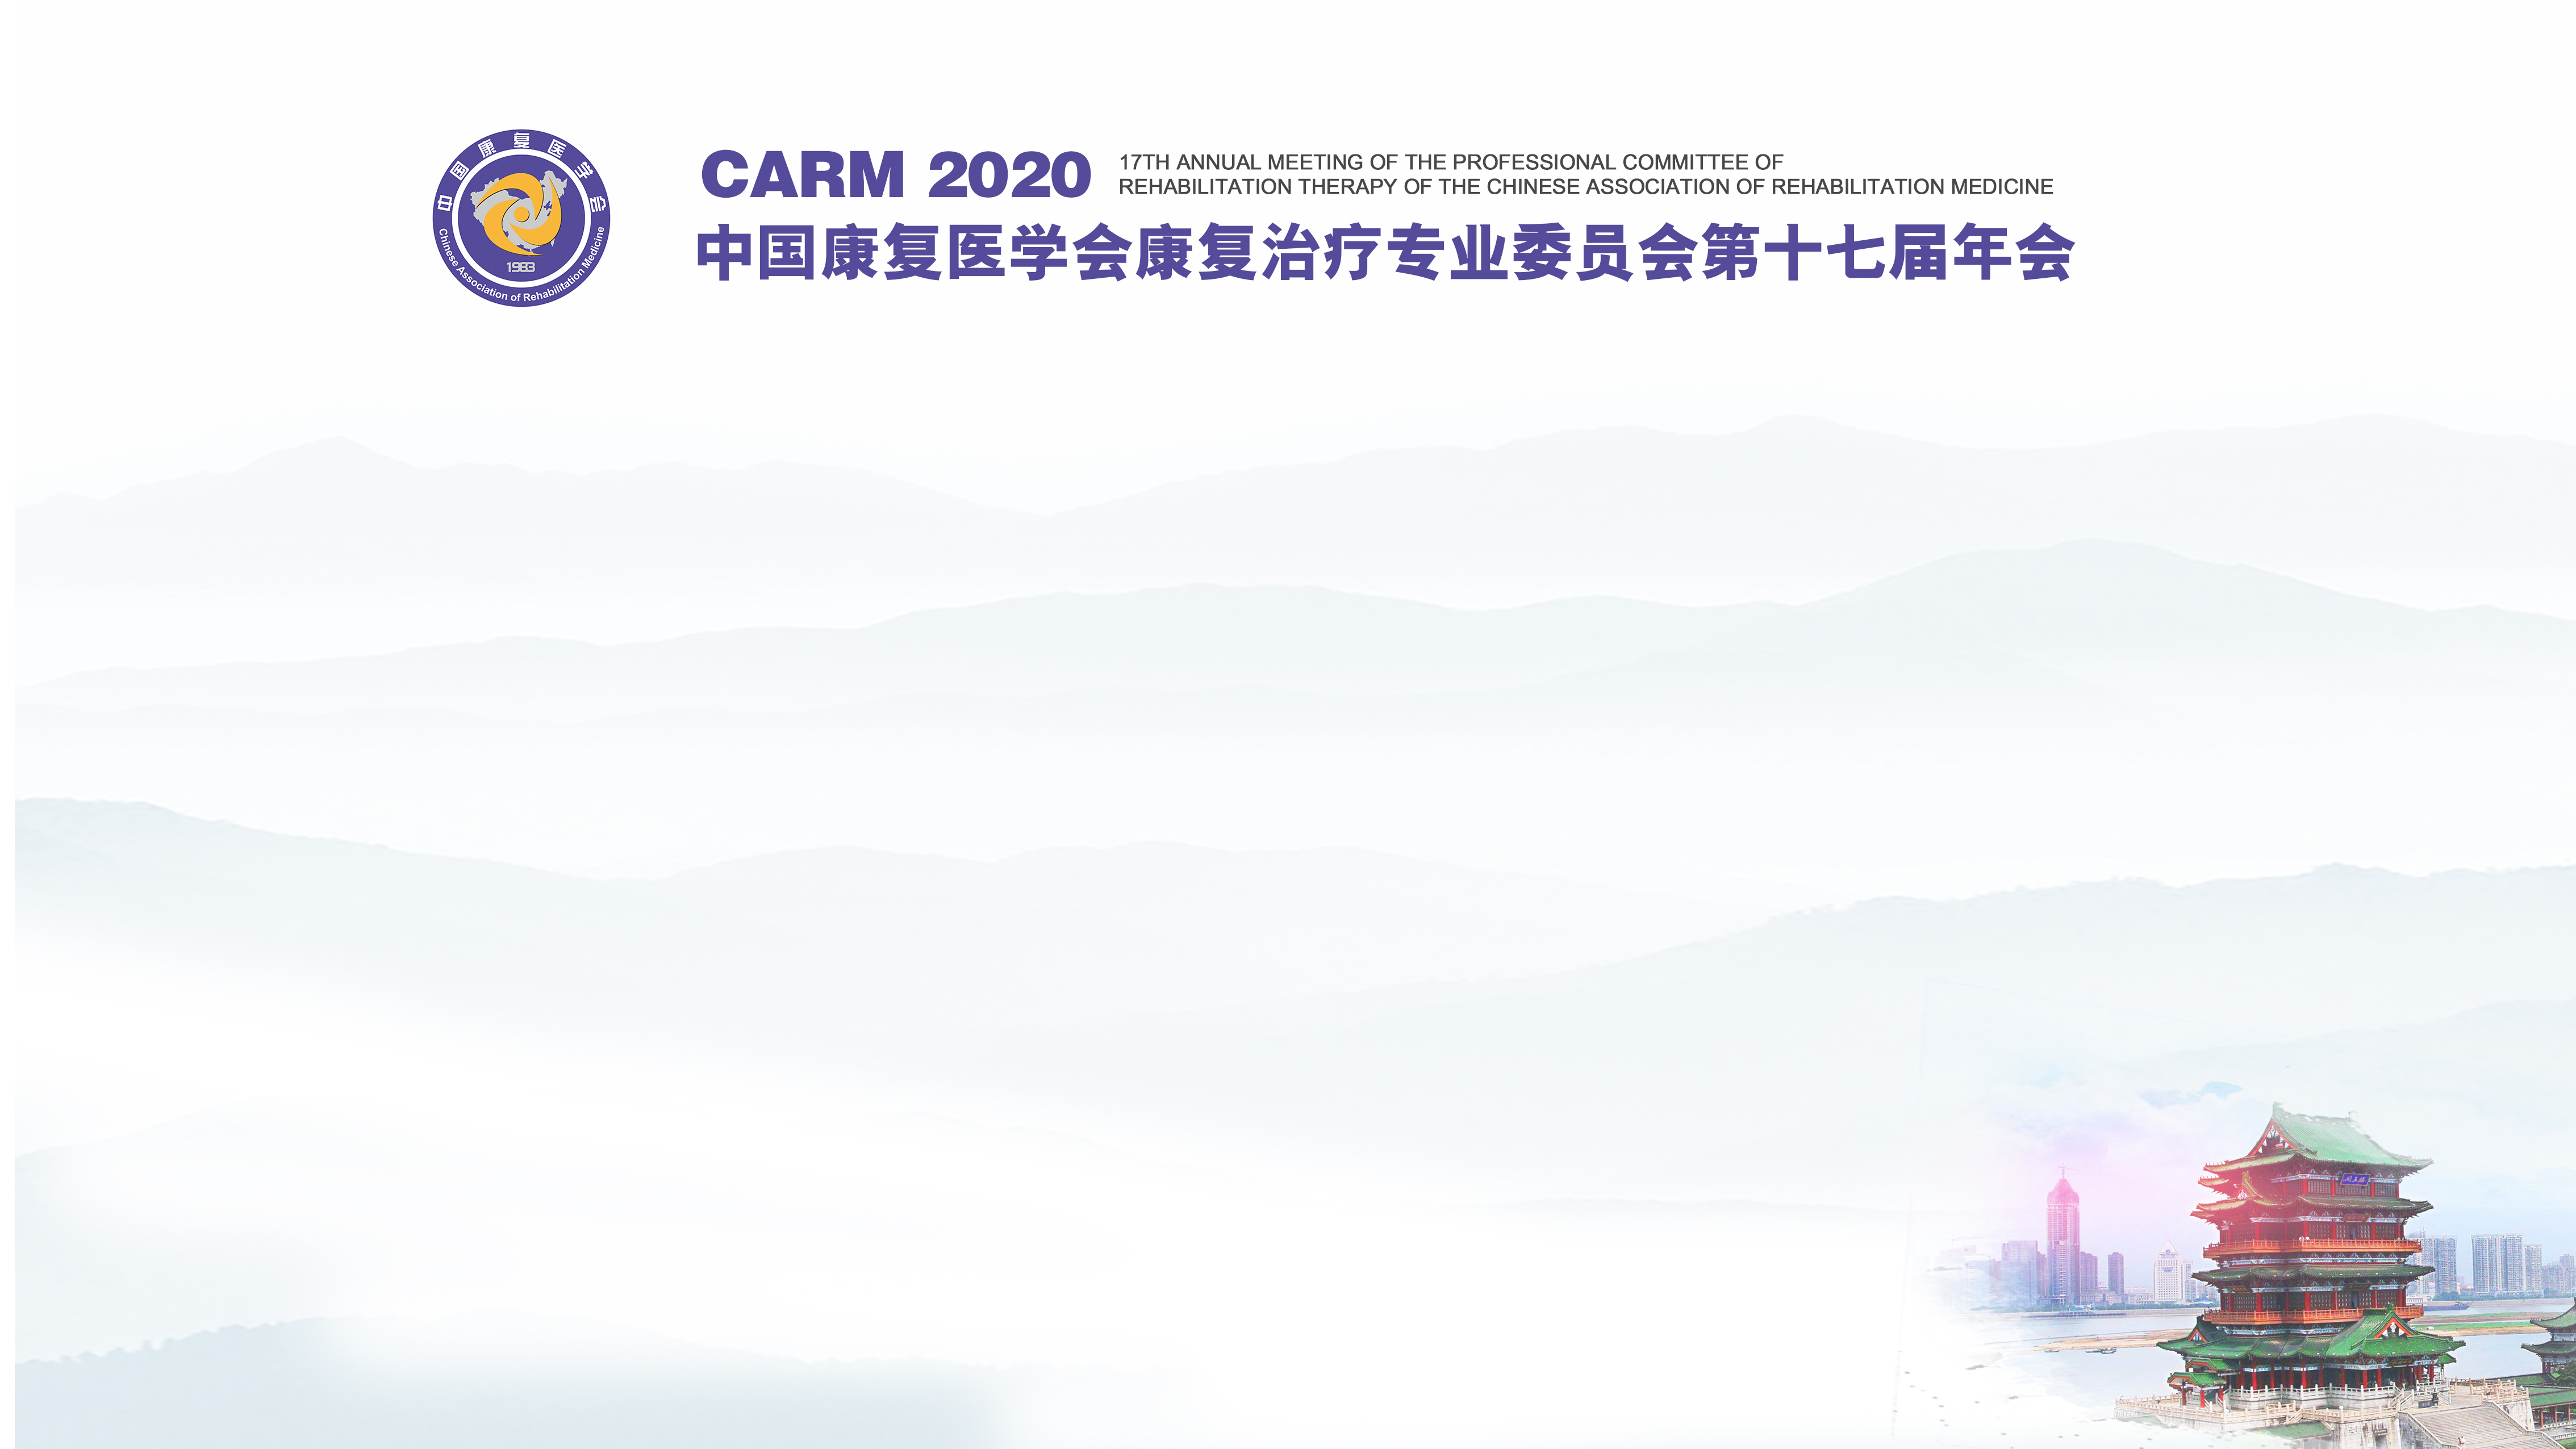 中国康复医学会
1983
Chinese Association of Rehabilitation Medicine
CARM 2020
17TH ANNUAL MEETING OF THE PROFESSIONAL COMMITTEE OF
REHABILITATION THERAPY OF THE CHINESE ASSOCIATION OF REHABILITATION MEDICINE
中国康复医学会康复治疗专业委员会第十七届年会